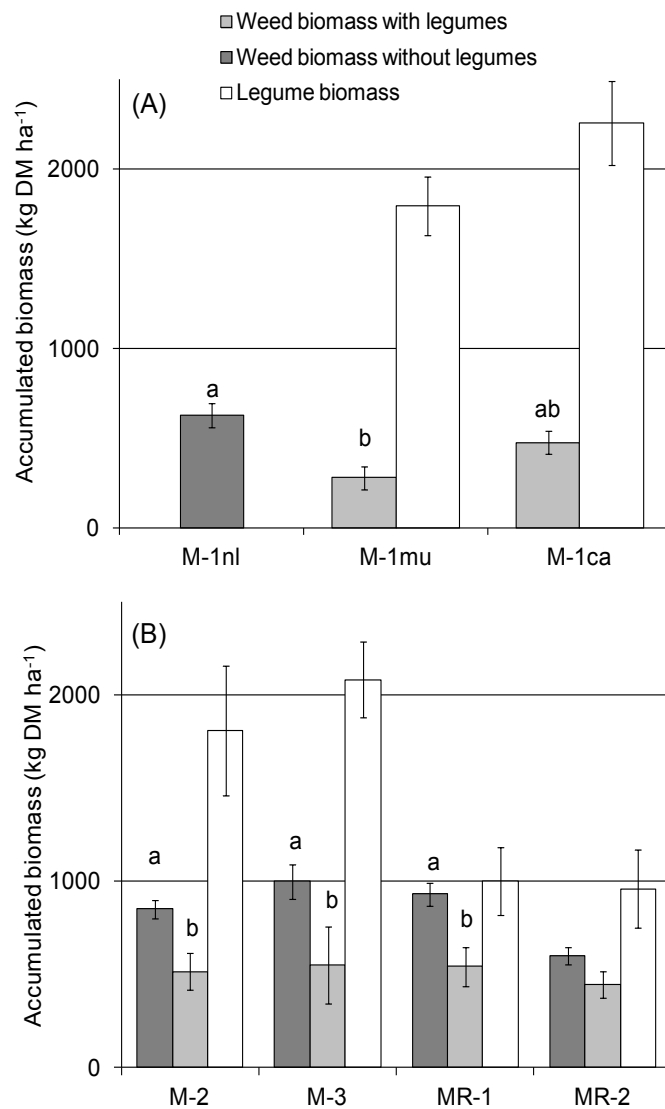 Weed biomass with legumes
Weed biomass without legumes
Legume biomass
(A)
Accumulated biomass (kg DM ha-1)
2000
1000
0
a
b
ab
M-1nl
M-1mu
M-1ca
(B)
Accumulated biomass (kg DM ha-1)
2000
1000
0
a
b
a
b
a
b
M-2
M-3
MR-1
MR-2